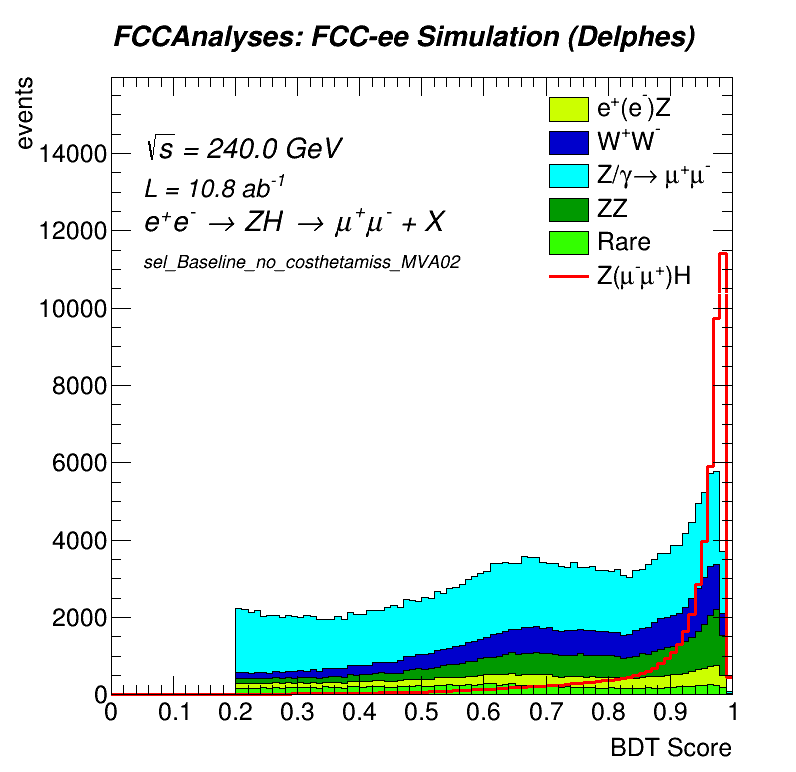 FCCAnalyses: FCC-ee Simulation (Delphes)
events
√s = 240.0 GeV
L = 10.8 ab⁻¹
e⁺e⁻ → ZH → μ⁺μ⁻ + X
sel_Baseline_no_costhetamiss_MVA02
e⁺(e⁻)Z
W⁺W⁻
Z/γ→ μ⁺μ⁻
ZZ
Rare
Z(μ⁻μ⁺)H
14000
12000
10000
8000
6000
4000
2000
0
0 0.1 0.2 0.3 0.4 0.5 0.6 0.7 0.8 0.9 1
BDT Score